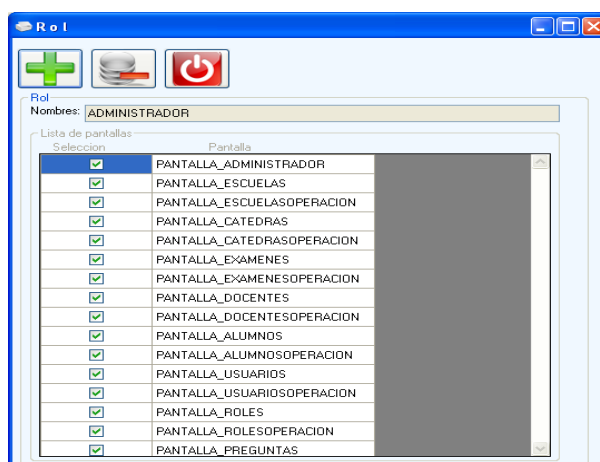 Rol
Rol
Nombres: ADMINISTRADOR
Lista de pantallas
Seleccion Pantalla
PANTALLA_ADMINISTRADOR
PANTALLA_ESCUELAS
PANTALLA_ESCUELASOPERACION
PANTALLA_CATEDRAS
PANTALLA_CATEDRASOPERACION
PANTALLA_EXAMENES
PANTALLA_EXAMENESOPERACION
PANTALLA_DOCENTES
PANTALLA_DOCENTESOPERACION
PANTALLA_ALUMNOS
PANTALLA_ALUMNOSOPERACION
PANTALLA_USUARIOS
PANTALLA_USUARIOSOPERACION
PANTALLA_ROLES
PANTALLA_ROLESOPERACION
PANTALLA_PREGUNTAS